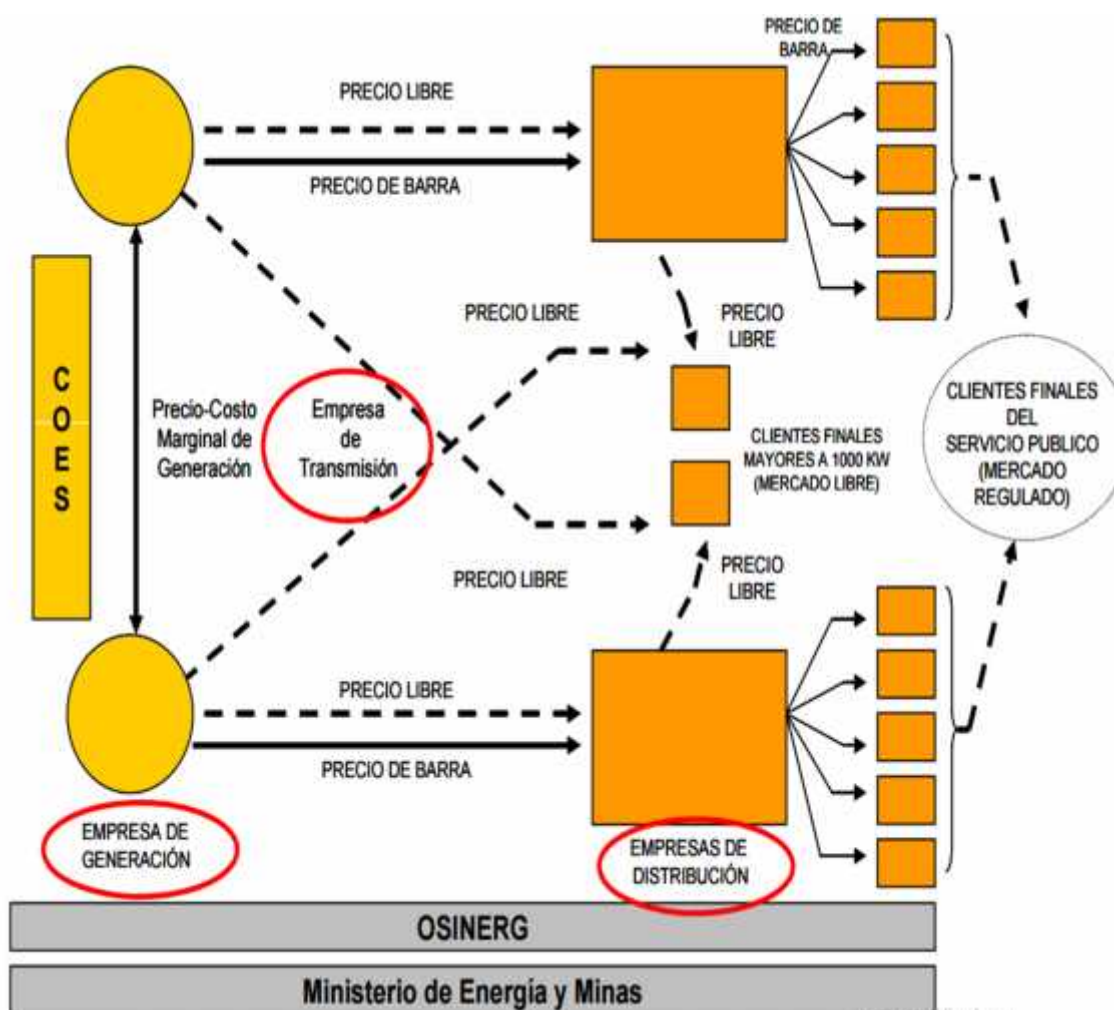 PRECIO DE
BARRA
PRECIO LIBRE
PRECIO DE BARRA
PRECIO LIBRE
PRECIO
LIBRE
C
O
E
S
Precio-Costo
Marginal de
Generación
Empresa
de
Transmisión
CLIENTES FINALES
MAYORES A 1000 KW
(MERCADO LIBRE)
CLIENTES FINALES
DEL
SERVICIO PUBLICO
(MERCADO
REGULADO)
PRECIO LIBRE
PRECIO
LIBRE
PRECIO LIBRE
PRECIO DE BARRA
EMPRESA DE
GENERACIÓN
EMPRESAS DE
DISTRIBUCIÓN
OSINERG
Ministerio de Energía y Minas